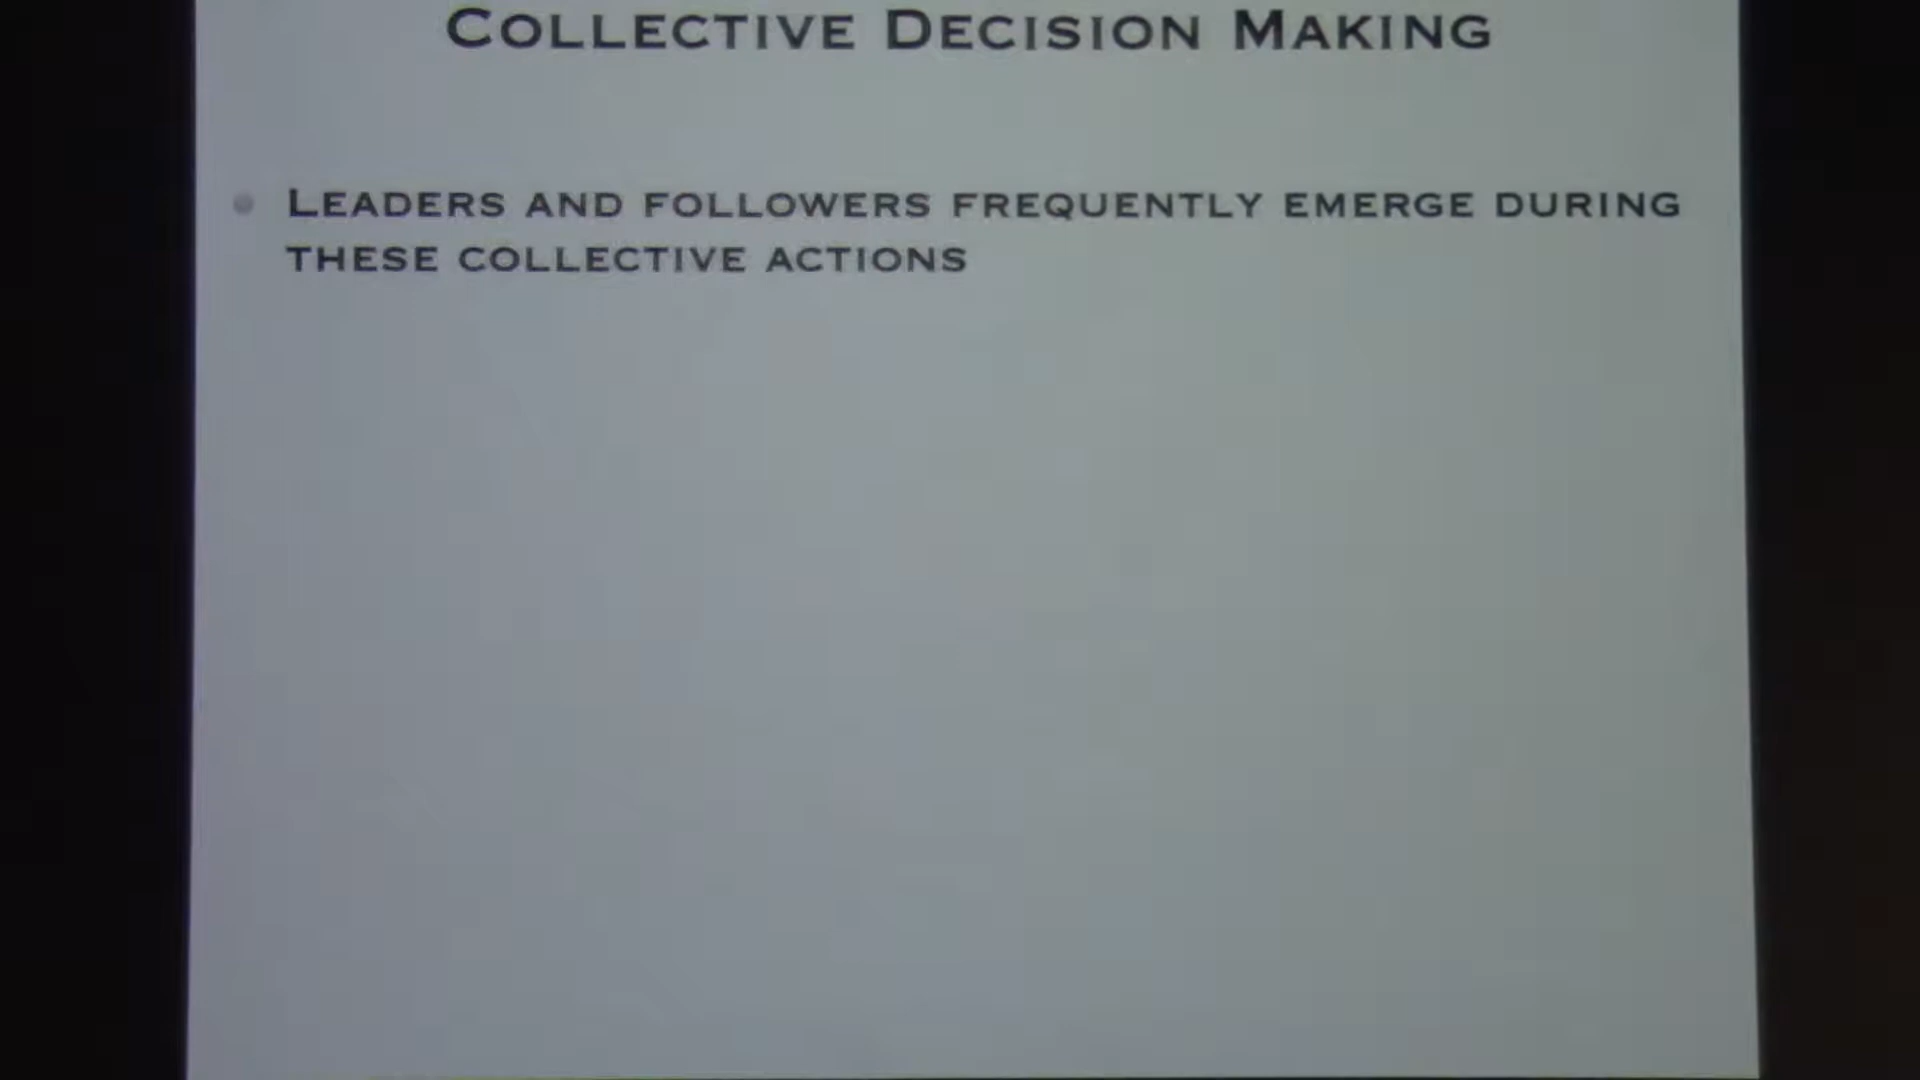 COLLECTIVE DECISION MAKING
LEADERS AND FOLLOWERS FREQUENTLY EMERGE DURING
THESE COLLECTIVE ACTIONS